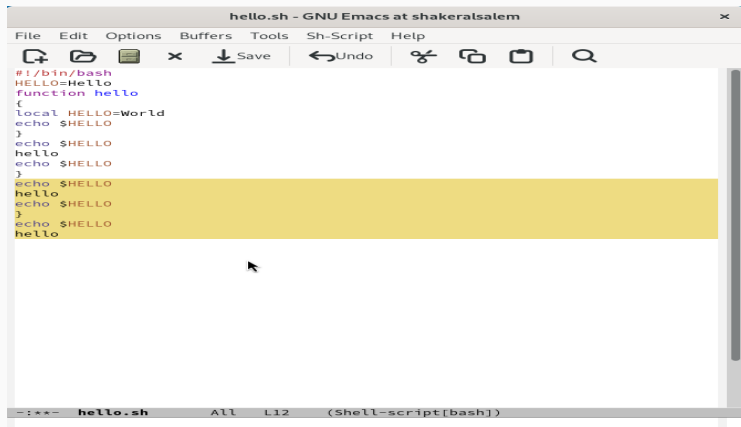 hello.sh - GNU Emacs at shakeralsalem ×
File Edit Options Buffers Tools Sh-Script Help
Save Undo
#!/bin/bash
HELLO=Hello
function hello
{
local HELLO=World
echo $HELLO
}
echo $HELLO
hello
echo $HELLO
}
echo $HELLO
hello
echo $HELLO
}
echo $HELLO
hello
-:**- hello.sh All L12 (Shell-script[bash])